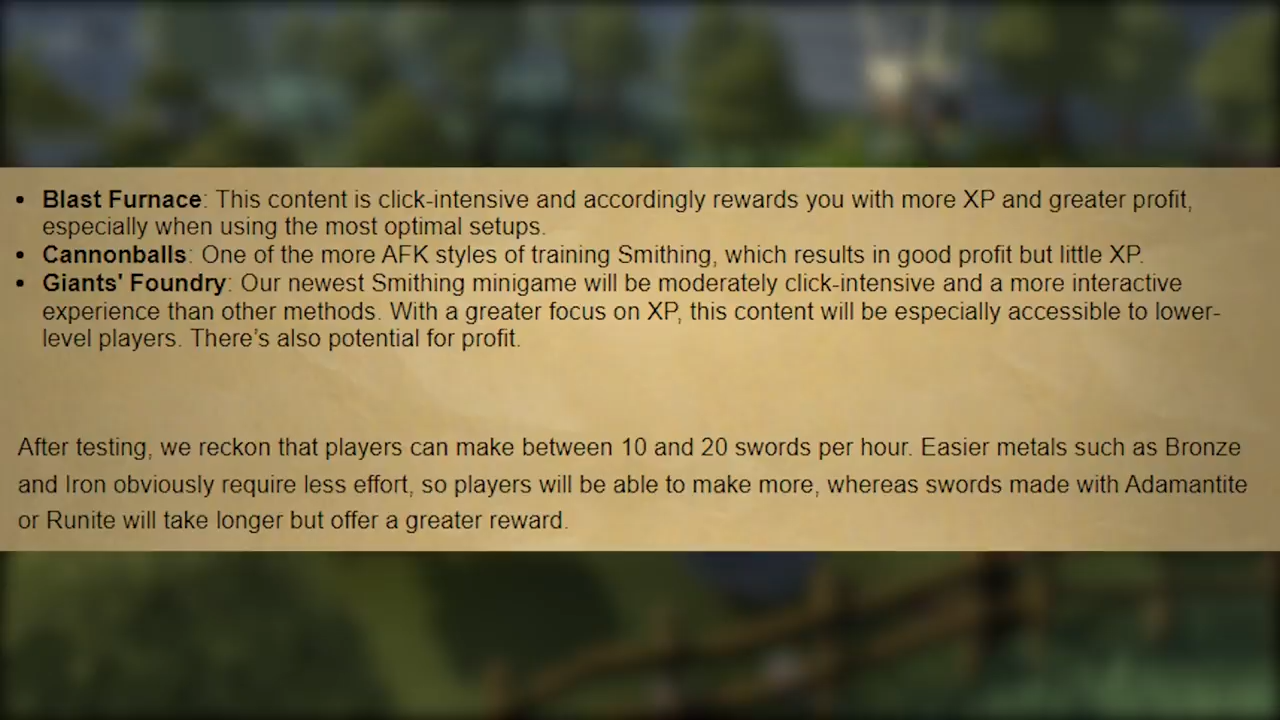 • Blast Furnace: This content is click-intensive and accordingly rewards you with more XP and greater profit,
especially when using the most optimal setups.
• Cannonballs: One of the more AFK styles of training Smithing, which results in good profit but little XP.
• Giants' Foundry: Our newest Smithing minigame will be moderately click-intensive and a more interactive
experience than other methods. With a greater focus on XP, this content will be especially accessible to lower-
level players. There’s also potential for profit.
After testing, we reckon that players can make between 10 and 20 swords per hour. Easier metals such as Bronze
and Iron obviously require less effort, so players will be able to make more, whereas swords made with Adamantite
or Runite will take longer but offer a greater reward.